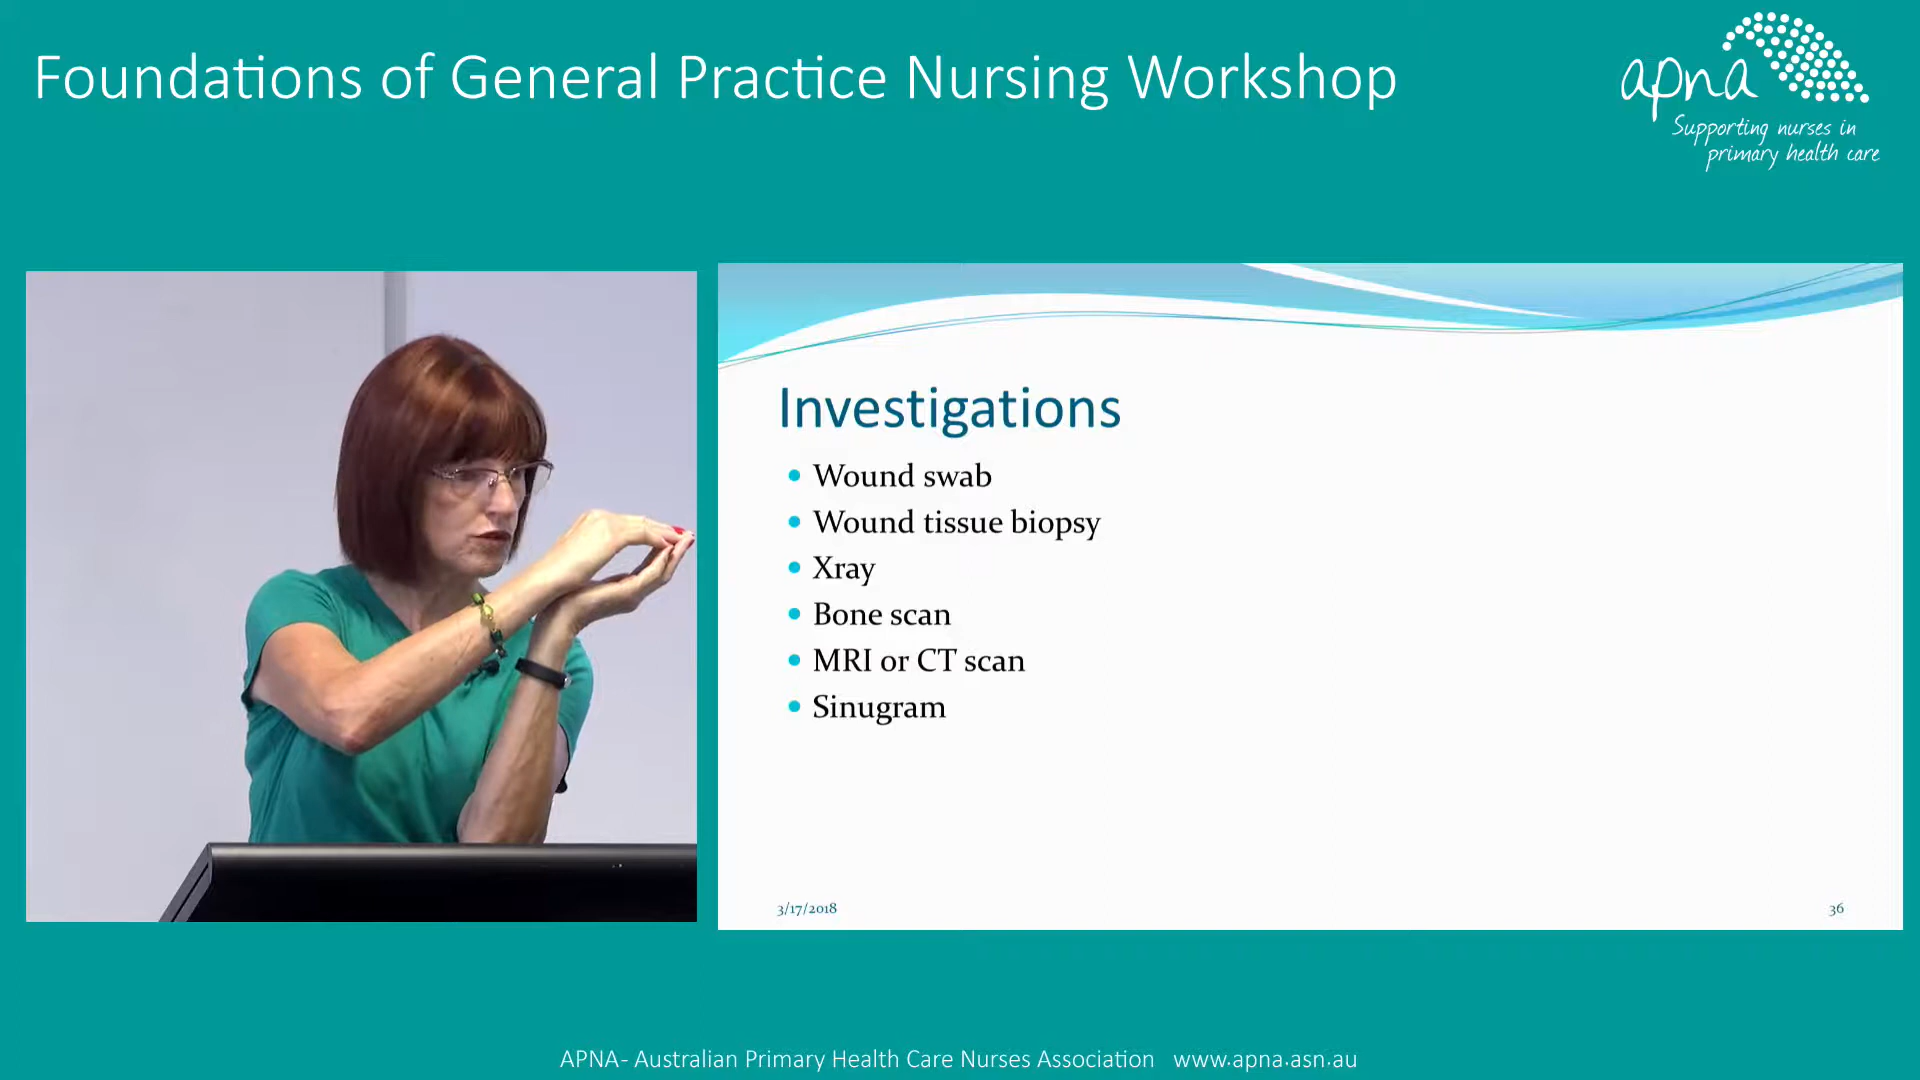 Foundations of General Practice Nursing Workshop
apna
Supporting nurses in
primary health care
Investigations
• Wound swab
• Wound tissue biopsy
• Xray
• Bone scan
• MRI or CT scan
• Sinugram
3/17/2018
36
APNA- Australian Primary Health Care Nurses Association www.apna.asn.au